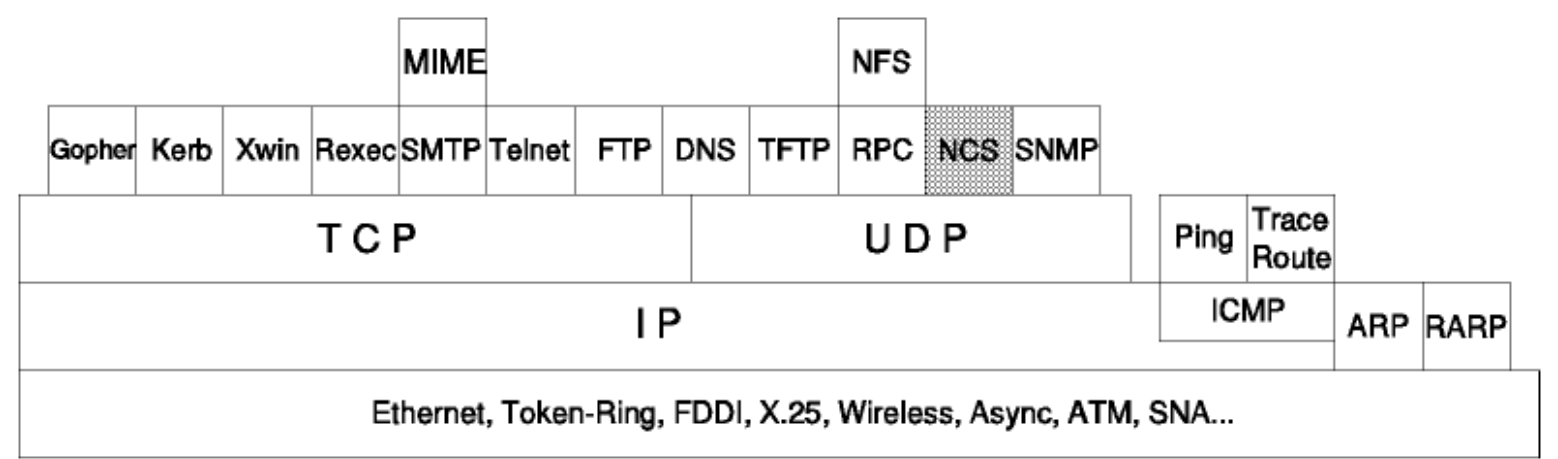 MIME NFS
Gopher Kerb Xwin Rexec SMTP Telnet FTP DNS TFTP RPC NCS SNMP
T C P U D P Ping Trace
Route
I P ICMP ARP RARP
Ethernet, Token-Ring, FDDI, X.25, Wireless, Async, ATM, SNA...